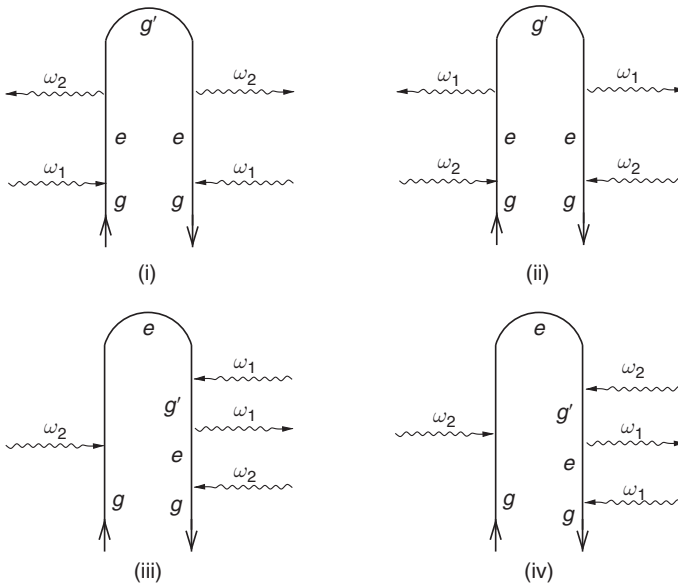 g′ g′
ω₂ ω₂ ω₁ ω₁
e e e e
ω₁ ω₁ ω₂ ω₂
g g g g
(i) (ii)
e e
ω₁ ω₂
g′ g′
ω₂ ω₁ ω₂ ω₁
e e
ω₂ ω₁
g g g g
(iii) (iv)